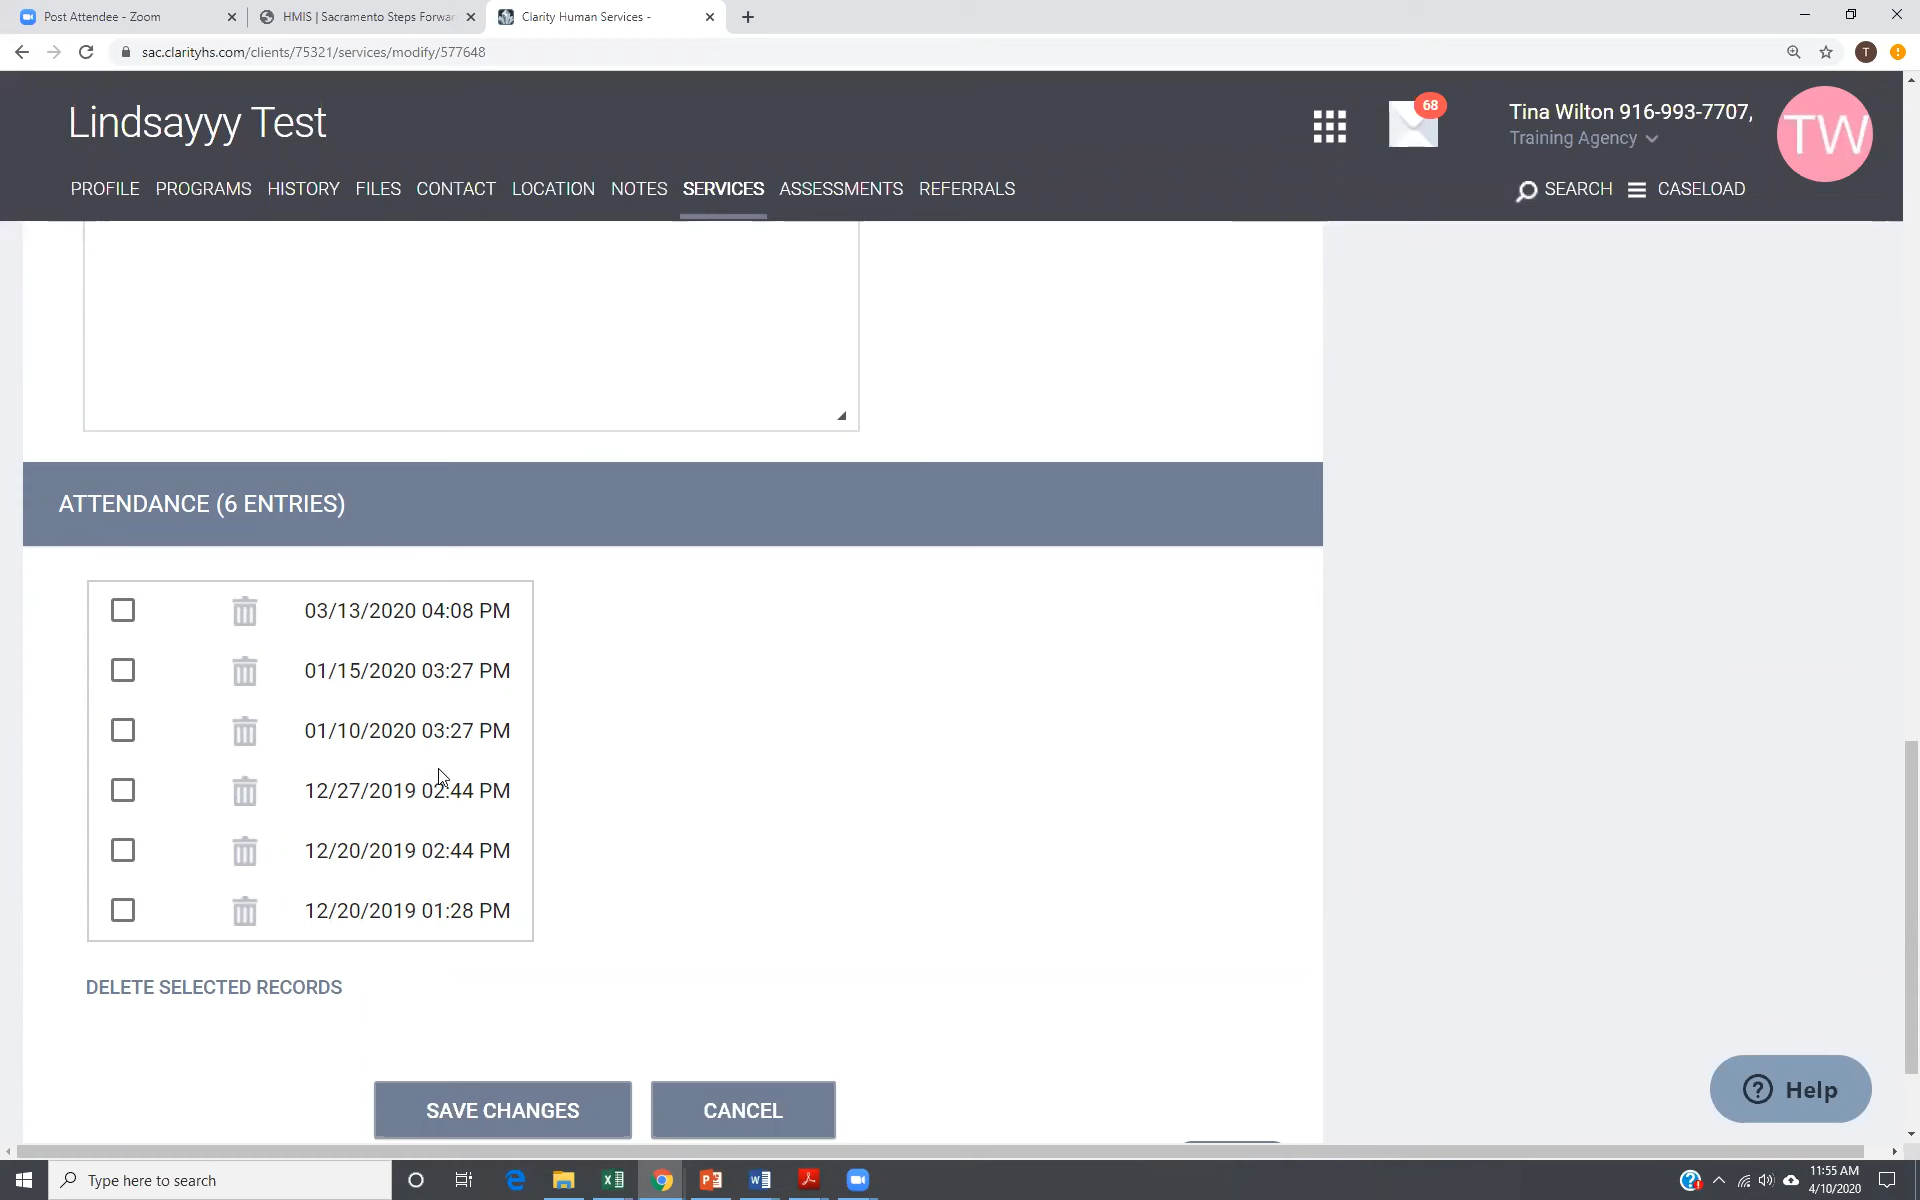 Post Attendee - Zoom
HMIS | Sacramento Steps Forwar
Clarity Human Services -
sac.clarityhs.com/clients/75321/services/modify/577648
T
Lindsayyy Test
68
Tina Wilton 916-993-7707,
Training Agency
TW
PROFILE PROGRAMS HISTORY FILES CONTACT LOCATION NOTES SERVICES ASSESSMENTS REFERRALS
SEARCH CASELOAD
ATTENDANCE (6 ENTRIES)
03/13/2020 04:08 PM
01/15/2020 03:27 PM
01/10/2020 03:27 PM
12/27/2019 02:44 PM
12/20/2019 02:44 PM
12/20/2019 01:28 PM
DELETE SELECTED RECORDS
SAVE CHANGES CANCEL
? Help
Type here to search
11:55 AM
4/10/2020